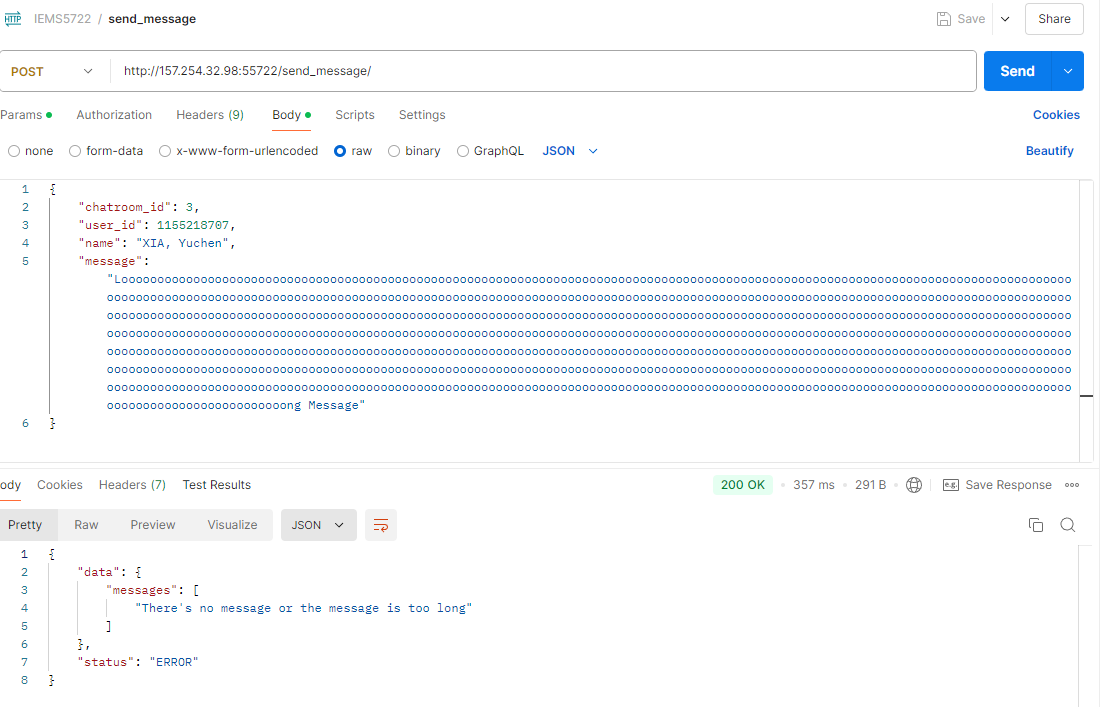 HTTP IEMS5722 / send_message Save Share
POST http://157.254.32.98:55722/send_message/ Send
Params Authorization Headers (9) Body Scripts Settings Cookies
none form-data x-www-form-urlencoded raw binary GraphQL JSON Beautify
1 {
2 "chatroom_id": 3,
3 "user_id": 1155218707,
4 "name": "XIA, Yuchen",
5 "message":
ooooooooooooooooooooooooong Message"
6 }
ody Cookies Headers (7) Test Results 200 OK 357 ms 291 B e.g. Save Response
Pretty Raw Preview Visualize JSON
1 {
2 "data": {
3 "messages": [
4 "There's no message or the message is too long"
5 ]
6 },
7 "status": "ERROR"
8 }